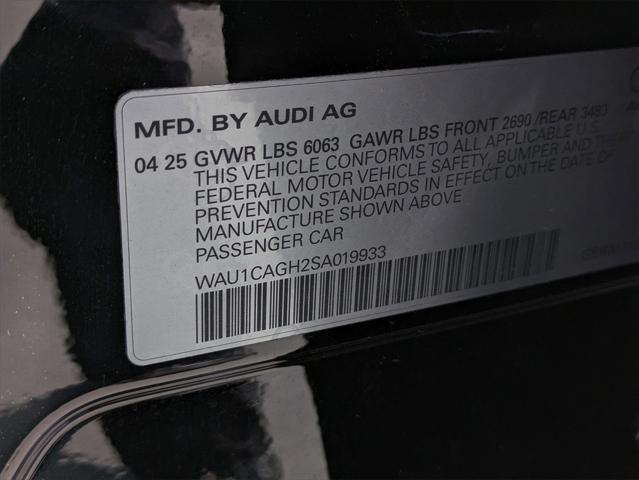 MFD. BY AUDI AG
04 25 GVWR LBS 6063 GAWR LBS FRONT 2690 /REAR 3483
THIS VEHICLE CONFORMS TO ALL APPLICABLE U.S.
FEDERAL MOTOR VEHICLE SAFETY, BUMPER AND THEFT
PREVENTION STANDARDS IN EFFECT ON THE DATE OF
MANUFACTURE SHOWN ABOVE
PASSENGER CAR
WAU1CAGH2SA019933